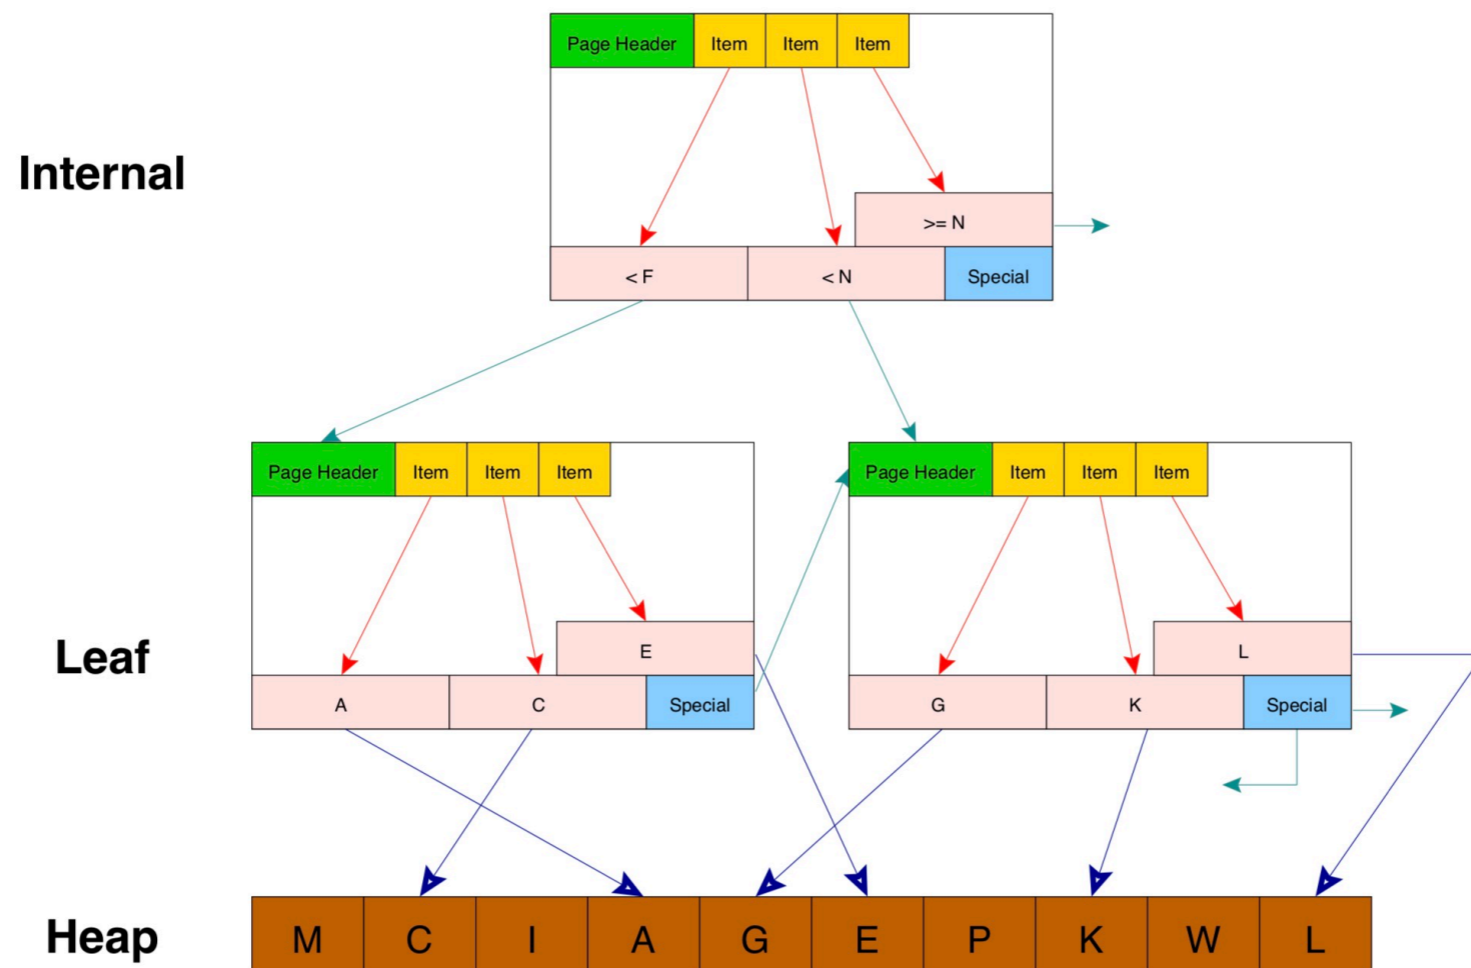 Page Header Item Item Item
Internal
>= N
< F < N Special
Page Header Item Item Item Page Header Item Item Item
Leaf
E L
A C Special G K Special
Heap M C I A G E P K W L